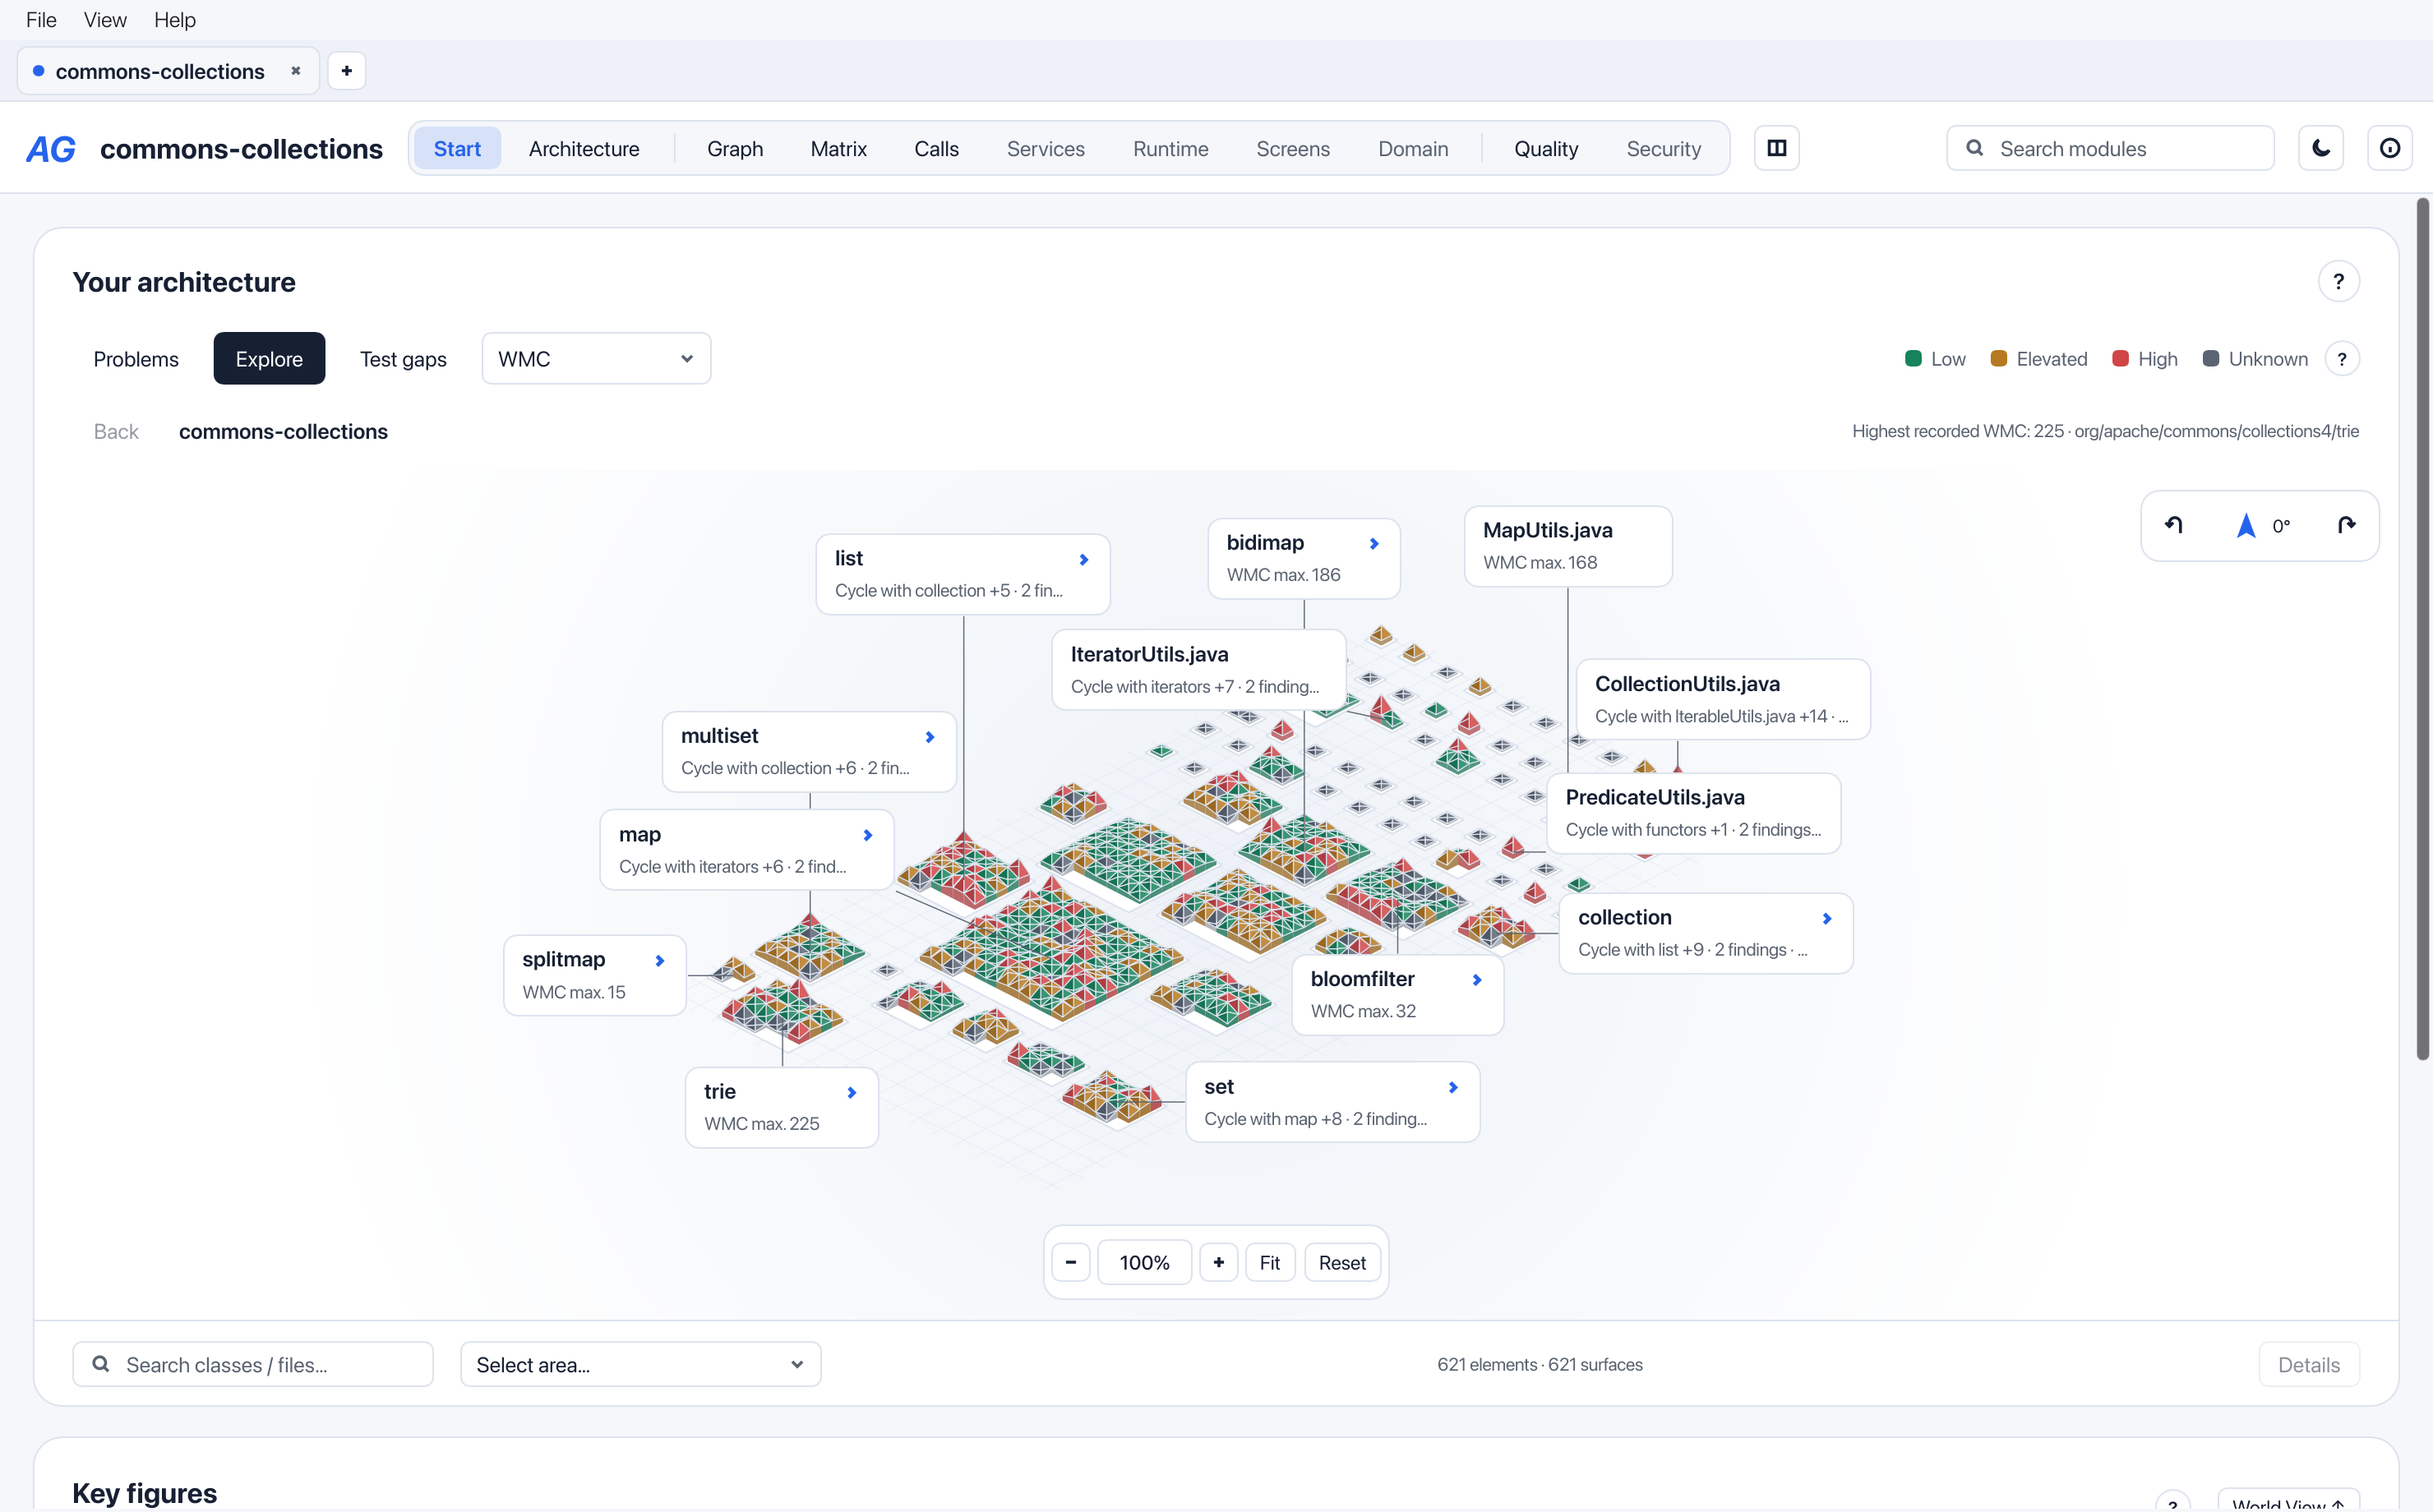 File View Help
commons-collections
AG commons-collections Start Architecture Graph Matrix Calls Services Runtime Screens Domain Quality Security Search modules
Your architecture ?
Problems Explore Test gaps WMC Low Elevated High Unknown ?
Back commons-collections Highest recorded WMC: 225 · org/apache/commons/collections4/trie
0°
MapUtils.java
WMC max. 168
bidimap
WMC max. 186
list
Cycle with collection +5 · 2 fin...
IteratorUtils.java
Cycle with iterators +7 · 2 finding...
CollectionUtils.java
Cycle with IterableUtils.java +14 · ...
multiset
Cycle with collection +6 · 2 fin...
PredicateUtils.java
Cycle with functors +1 · 2 findings...
map
Cycle with iterators +6 · 2 find...
collection
Cycle with list +9 · 2 findings · ...
splitmap
WMC max. 15
bloomfilter
WMC max. 32
trie
WMC max. 225
set
Cycle with map +8 · 2 finding...
− 100% + Fit Reset
Search classes / files... Select area... 621 elements · 621 surfaces Details
Key figures ? World View ↑